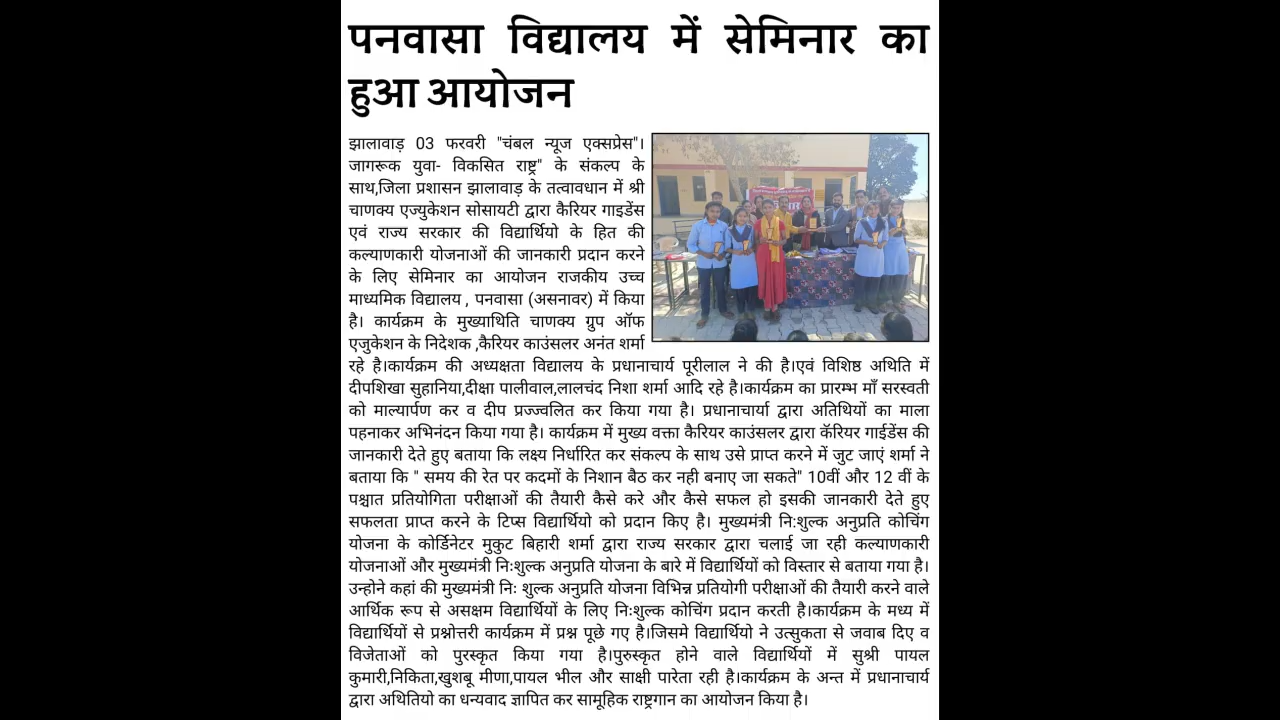 पनवासा विद्यालय में सेमिनार का
हुआ आयोजन
झालावाड़ 03 फरवरी "चंबल न्यूज एक्सप्रेस"।
जागरूक युवा- विकसित राष्ट्र" के संकल्प के
साथ,जिला प्रशासन झालावाड़ के तत्वावधान में श्री
चाणक्य एज्युकेशन सोसायटी द्वारा कैरियर गाइडेंस
एवं राज्य सरकार की विद्यार्थियो के हित की
कल्याणकारी योजनाओं की जानकारी प्रदान करने
के लिए सेमिनार का आयोजन राजकीय उच्च
माध्यमिक विद्यालय , पनवासा (असनावर) में किया
है। कार्यक्रम के मुख्याथिति चाणक्य ग्रुप ऑफ
एजुकेशन के निदेशक ,कैरियर काउंसलर अनंत शर्मा
रहे है।कार्यक्रम की अध्यक्षता विद्यालय के प्रधानाचार्य पूरीलाल ने की है।एवं विशिष्ठ अथिति में
दीपशिखा सुहानिया,दीक्षा पालीवाल,लालचंद निशा शर्मा आदि रहे है।कार्यक्रम का प्रारम्भ माँ सरस्वती
को माल्यार्पण कर व दीप प्रज्ज्वलित कर किया गया है। प्रधानाचार्या द्वारा अतिथियों का माला
पहनाकर अभिनंदन किया गया है। कार्यक्रम में मुख्य वक्ता कैरियर काउंसलर द्वारा कॅरियर गाईडेंस की
जानकारी देते हुए बताया कि लक्ष्य निर्धारित कर संकल्प के साथ उसे प्राप्त करने में जुट जाएं शर्मा ने
बताया कि " समय की रेत पर कदमों के निशान बैठ कर नही बनाए जा सकते" 10वीं और 12 वीं के
पश्चात प्रतियोगिता परीक्षाओं की तैयारी कैसे करे और कैसे सफल हो इसकी जानकारी देते हुए
सफलता प्राप्त करने के टिप्स विद्यार्थियो को प्रदान किए है। मुख्यमंत्री नि:शुल्क अनुप्रति कोचिंग
योजना के कोर्डिनेटर मुकुट बिहारी शर्मा द्वारा राज्य सरकार द्वारा चलाई जा रही कल्याणकारी
योजनाओं और मुख्यमंत्री निःशुल्क अनुप्रति योजना के बारे में विद्यार्थियों को विस्तार से बताया गया है।
उन्होने कहां की मुख्यमंत्री निः शुल्क अनुप्रति योजना विभिन्न प्रतियोगी परीक्षाओं की तैयारी करने वाले
आर्थिक रूप से असक्षम विद्यार्थियों के लिए निःशुल्क कोचिंग प्रदान करती है।कार्यक्रम के मध्य में
विद्यार्थियों से प्रश्नोत्तरी कार्यक्रम में प्रश्न पूछे गए है।जिसमे विद्यार्थियो ने उत्सुकता से जवाब दिए व
विजेताओं को पुरस्कृत किया गया है।पुरुस्कृत होने वाले विद्यार्थियों में सुश्री पायल
कुमारी,निकिता,खुशबू मीणा,पायल भील और साक्षी पारेता रही है।कार्यक्रम के अन्त में प्रधानाचार्य
द्वारा अथितियो का धन्यवाद ज्ञापित कर सामूहिक राष्ट्रगान का आयोजन किया है।